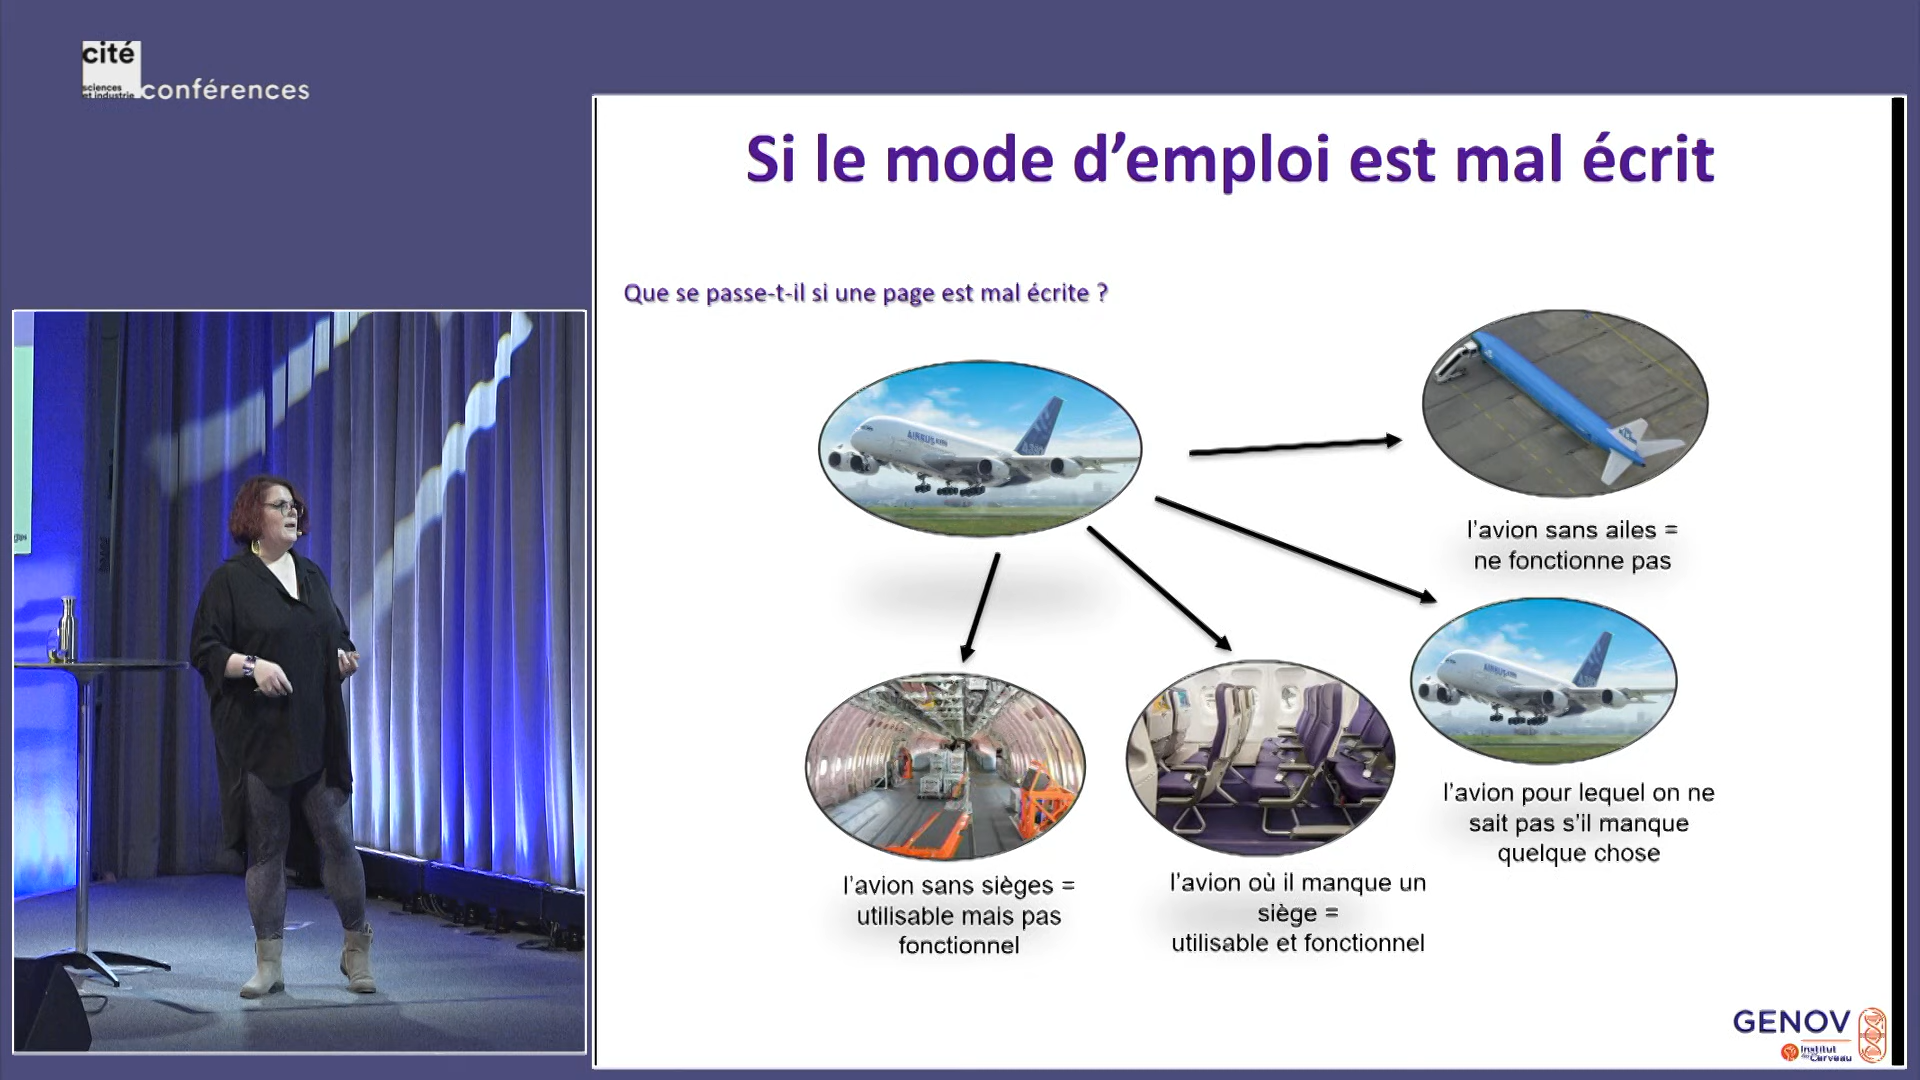 cité
sciences
et industrie
conférences
Si le mode d’emploi est mal écrit
Que se passe-t-il si une page est mal écrite ?
AIRBUS
l’avion sans ailes =
ne fonctionne pas
AIRBUS
l’avion pour lequel on ne
sait pas s’il manque
quelque chose
l’avion sans sièges =
utilisable mais pas
fonctionnel
l’avion où il manque un
siège =
utilisable et fonctionnel
GENOV
Institut
du Cerveau